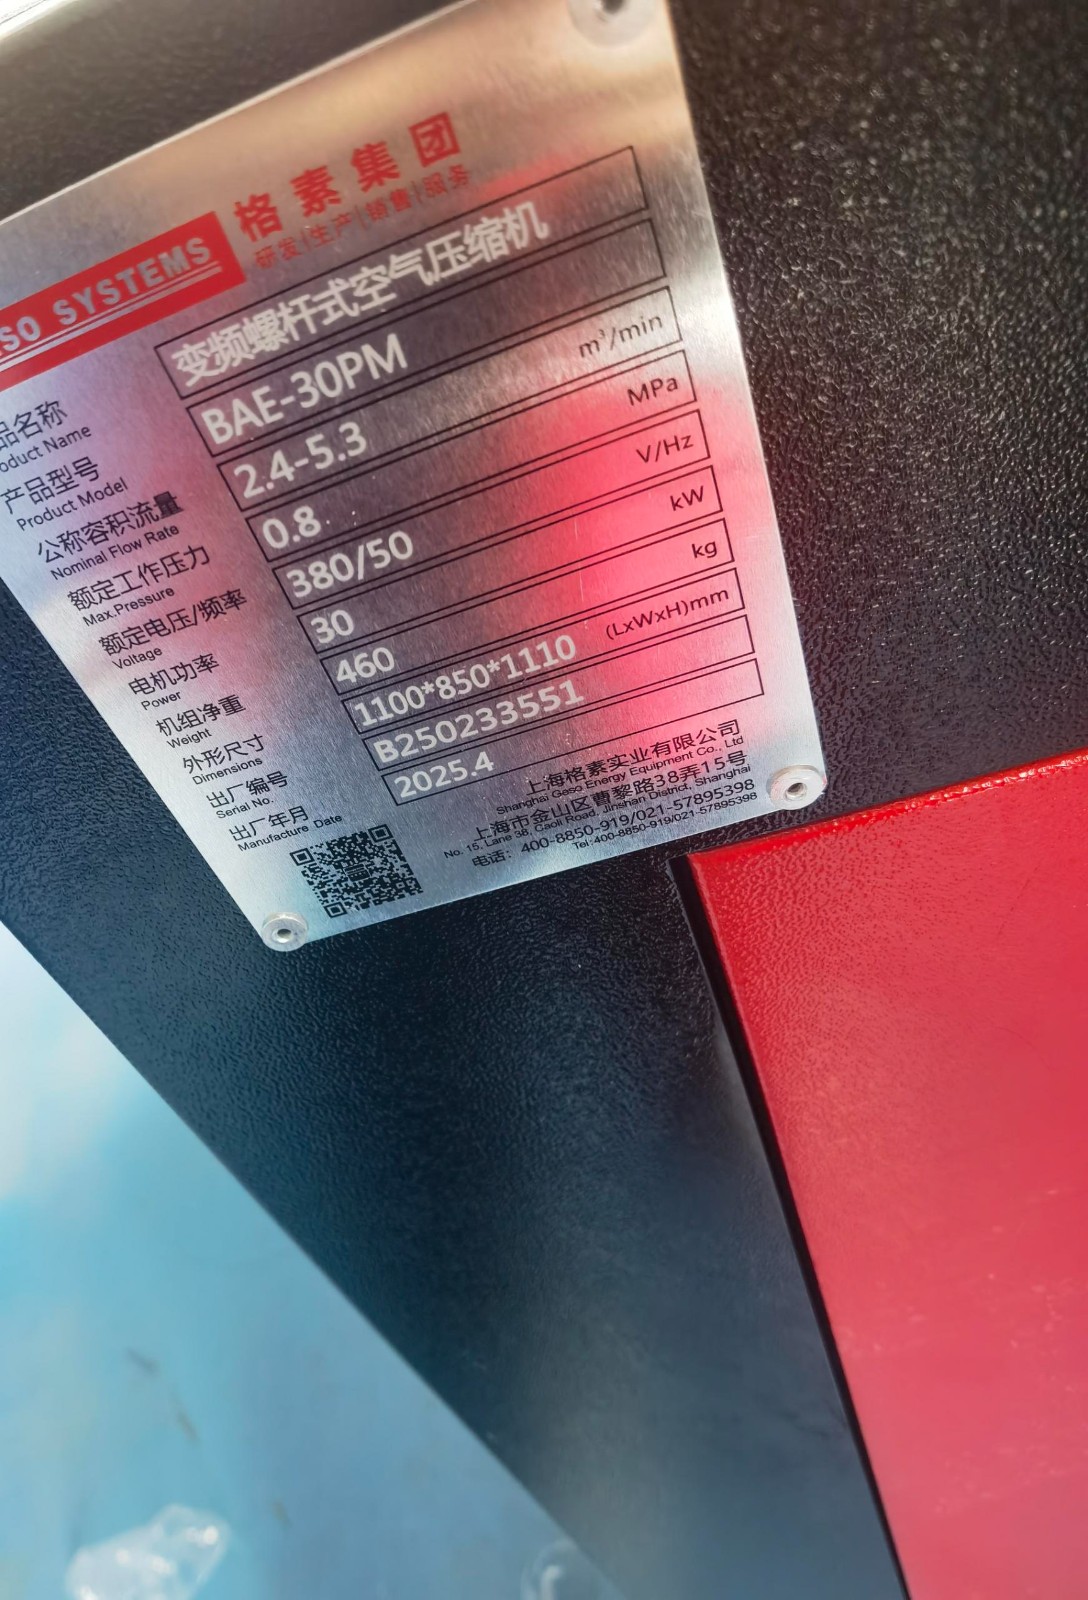 SO SYSTEMS 格素集团
研发|生产|销售|服务
品名称 变频螺杆式空气压缩机
oduct Name
产品型号 BAE-30PM
Product Model
公称容积流量 2.4-5.3 m³/min
Nominal Flow Rate
额定工作压力 0.8 MPa
Max.Pressure
额定电压/频率 380/50 V/Hz
Voltage
电机功率 30 kW
Power
机组净重 460 kg
Weight
外形尺寸 1100*850*1110 (LxWxH)mm
Dimensions
出厂编号 B250233551
Serial No.
出厂年月 2025.4
Manufacture Date
上海格素实业有限公司
Shanghai Geso Energy Equipment Co., Ltd
上海市金山区曹黎路38弄15号
No. 15, Lane 38, Caoli Road, Jinshan District, Shanghai
电话：400-8850-919/021-57895398
Tel:400-8850-919/021-57895398